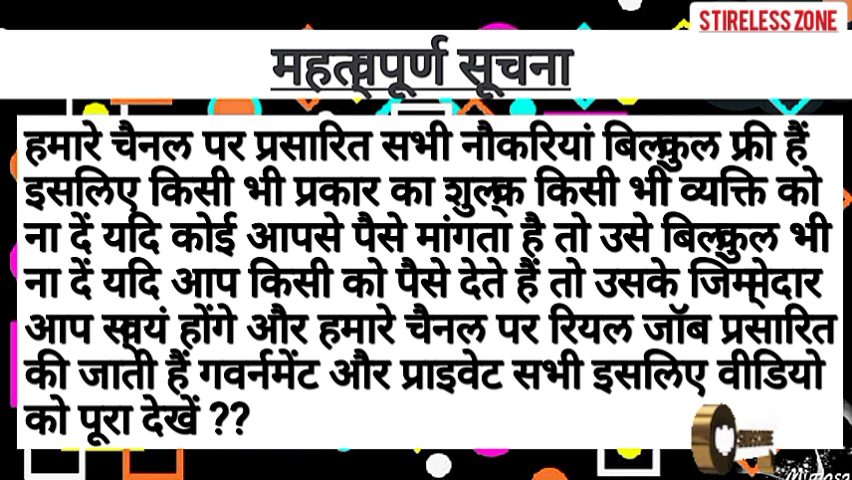 STIRELESS ZONE
महत्वपूर्ण सूचना
हमारे चैनल पर प्रसारित सभी नौकरियां बिल्कुल फ्री हैं
इसलिए किसी भी प्रकार का शुल्क किसी भी व्यक्ति को
ना दें यदि कोई आपसे पैसे मांगता है तो उसे बिल्कुल भी
ना दें यदि आप किसी को पैसे देते हैं तो उसके जिम्मेदार
आप स्वयं होंगे और हमारे चैनल पर रियल जॉब प्रसारित
की जाती हैं गवर्नमेंट और प्राइवेट सभी इसलिए वीडियो
को पूरा देखें ??
SUBSCRIBE